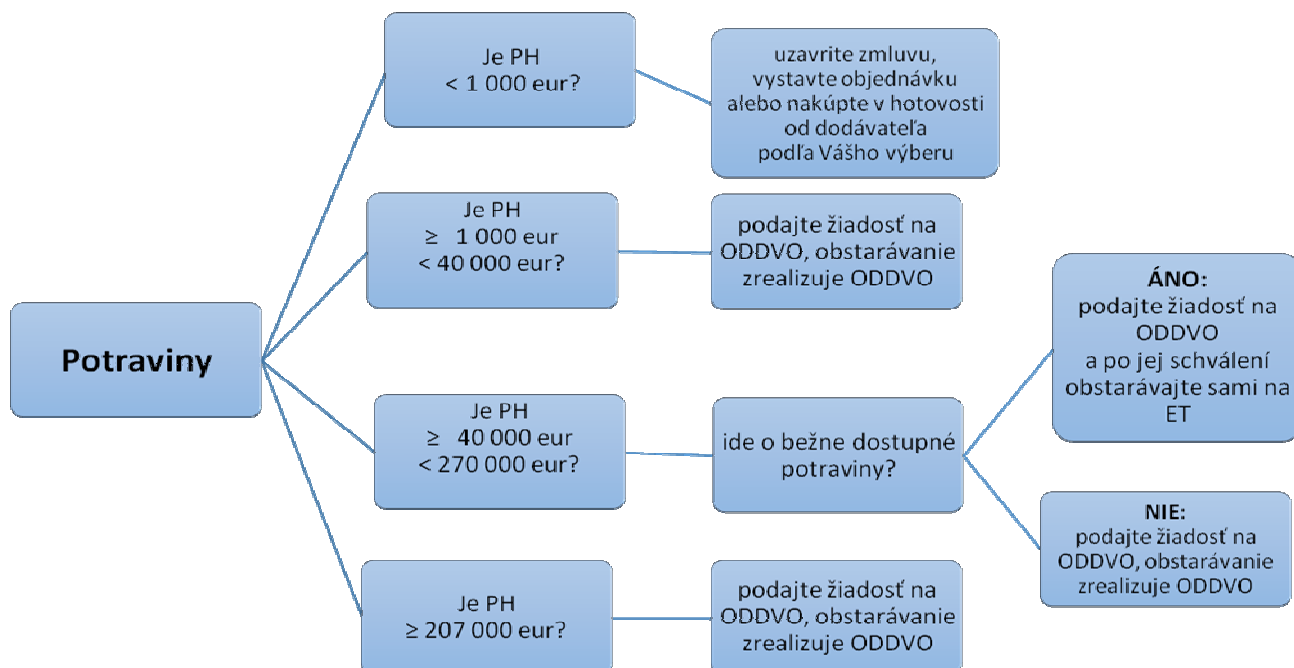 Potraviny
Je PH
< 1 000 eur?
uzavrite zmluvu,
vystavte objednávku
alebo nakúpte v hotovosti
od dodávateľa
podľa Vášho výberu
Je PH
≥ 1 000 eur
< 40 000 eur?
podajte žiadosť na
ODDVO, obstarávanie
zrealizuje ODDVO
Je PH
≥ 40 000 eur
< 270 000 eur?
ide o bežne dostupné
potraviny?
ÁNO:
podajte žiadosť na
ODDVO
a po jej schválení
obstarávajte sami na
ET
NIE:
podajte žiadosť na
ODDVO, obstarávanie
zrealizuje ODDVO
Je PH
≥ 207 000 eur?
podajte žiadosť na
ODDVO, obstarávanie
zrealizuje ODDVO